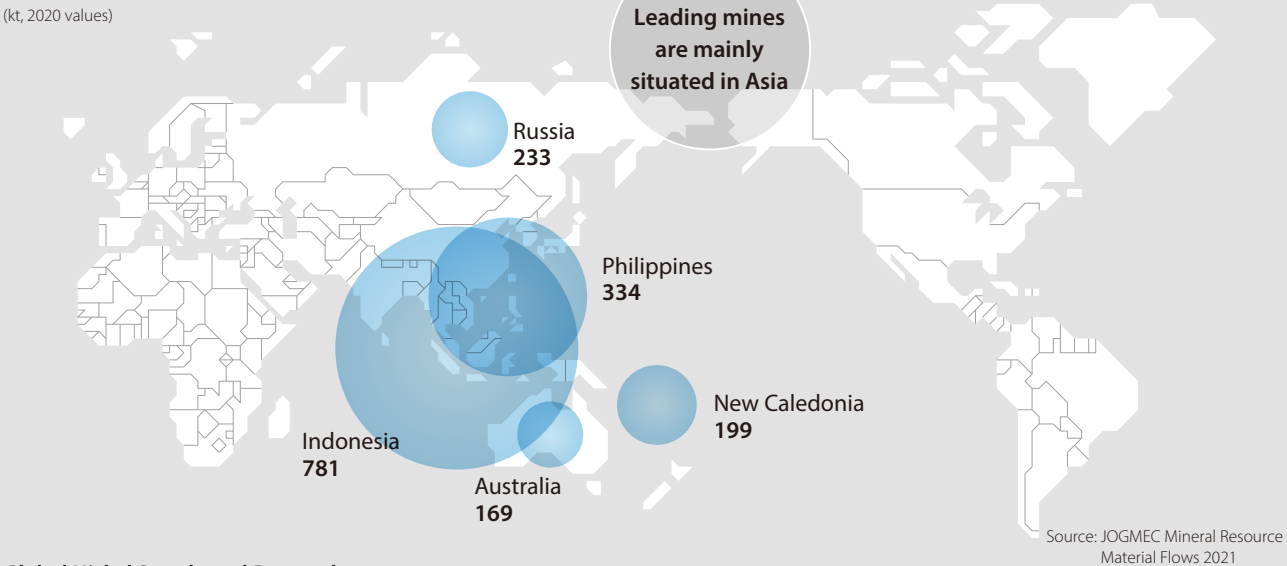 (kt, 2020 values)
Leading mines
are mainly
situated in Asia
Russia
233
Philippines
334
New Caledonia
199
Indonesia
781
Australia
169
Source: JOGMEC Mineral Resource
Material Flows 2021